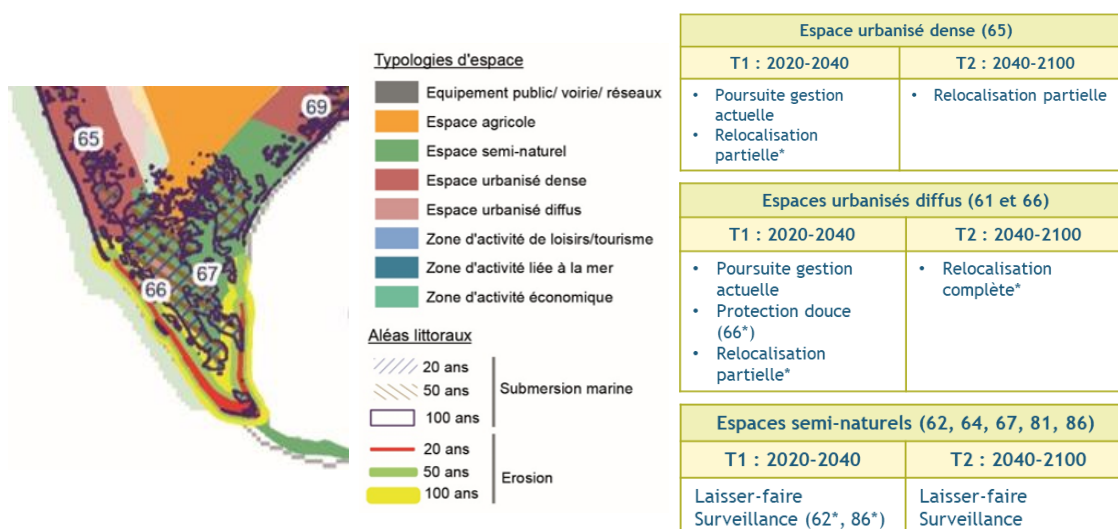 65
69
67
66
Typologies d'espace
Equipement public/ voirie/ réseaux
Espace agricole
Espace semi-naturel
Espace urbanisé dense
Espace urbanisé diffus
Zone d'activité de loisirs/tourisme
Zone d'activité liée à la mer
Zone d'activité économique
Aléas littoraux
20 ans
50 ans
100 ans
Submersion marine
20 ans
50 ans
100 ans
Erosion
Espace urbanisé dense (65)
T1 : 2020-2040
T2 : 2040-2100
• Poursuite gestion
actuelle
• Relocalisation
partielle*
• Relocalisation partielle
Espaces urbanisés diffus (61 et 66)
T1 : 2020-2040
T2 : 2040-2100
• Poursuite gestion
actuelle
• Protection douce
(66*)
• Relocalisation
partielle*
• Relocalisation
complète*
Espaces semi-naturels (62, 64, 67, 81, 86)
T1 : 2020-2040
T2 : 2040-2100
Laisser-faire
Surveillance (62*, 86*)
Laisser-faire
Surveillance